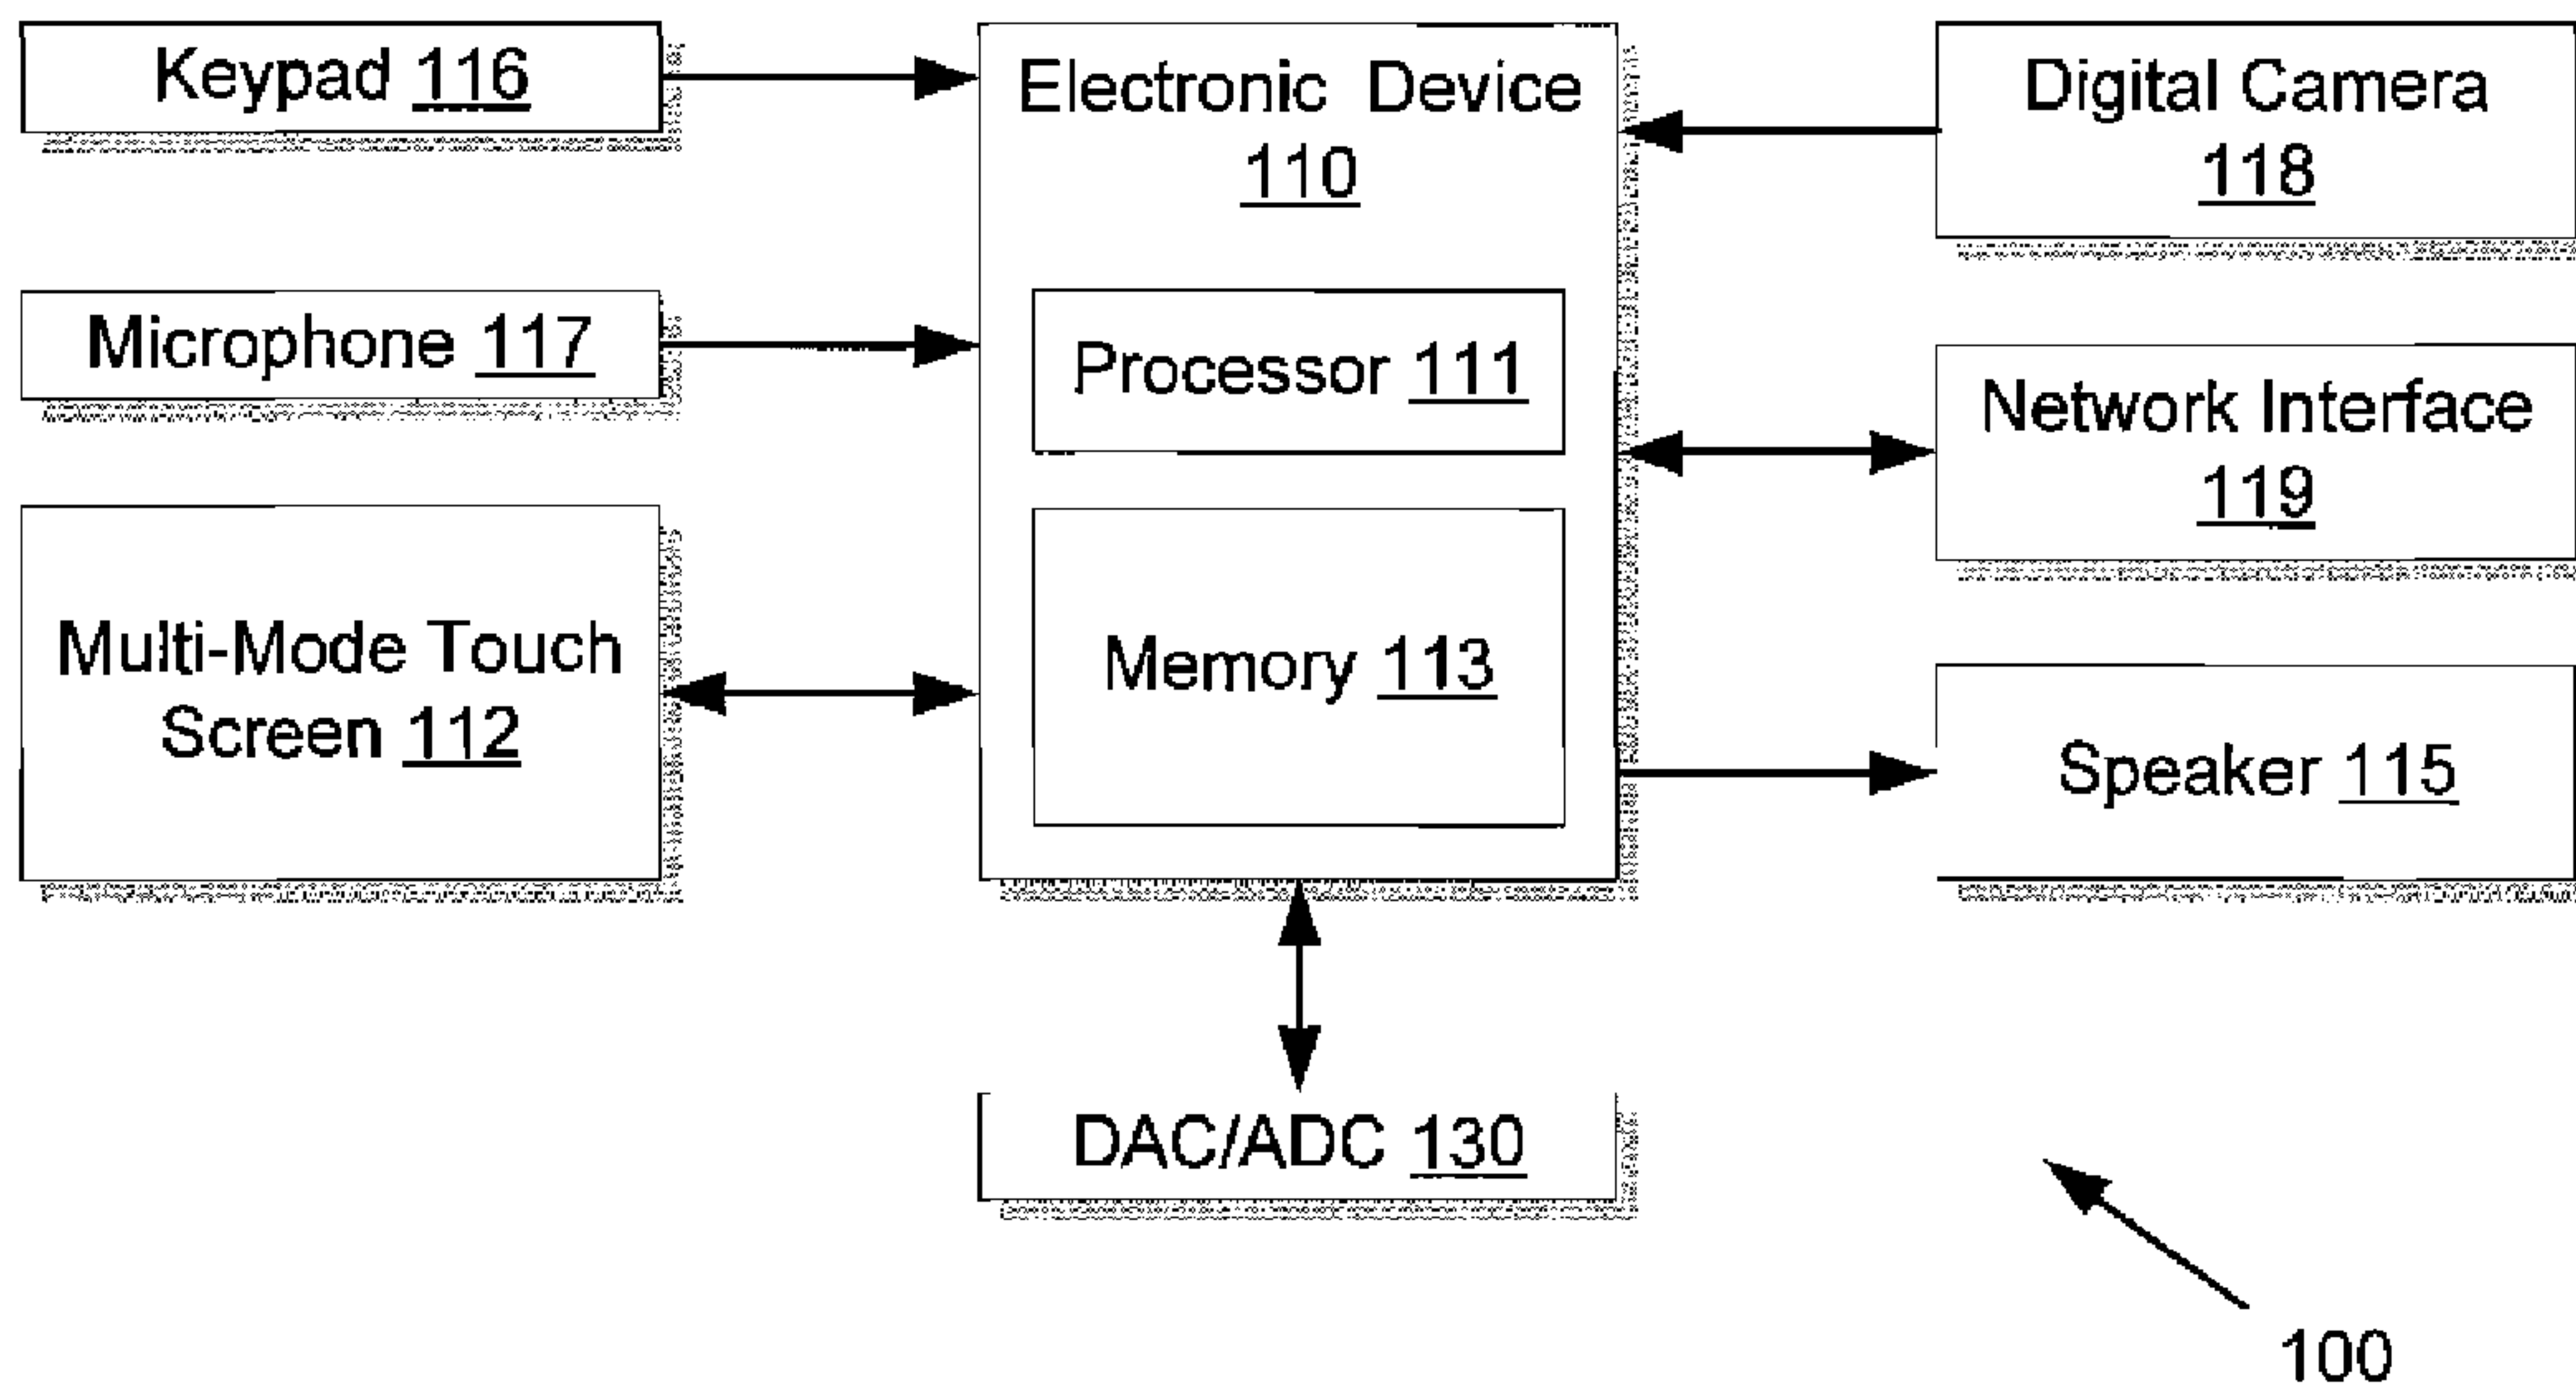 Keypad 116
Microphone 117
Multi-Mode Touch
Screen 112
Electronic Device
110
Processor 111
Memory 113
DAC/ADC 130
Digital Camera
118
Network Interface
119
Speaker 115
100